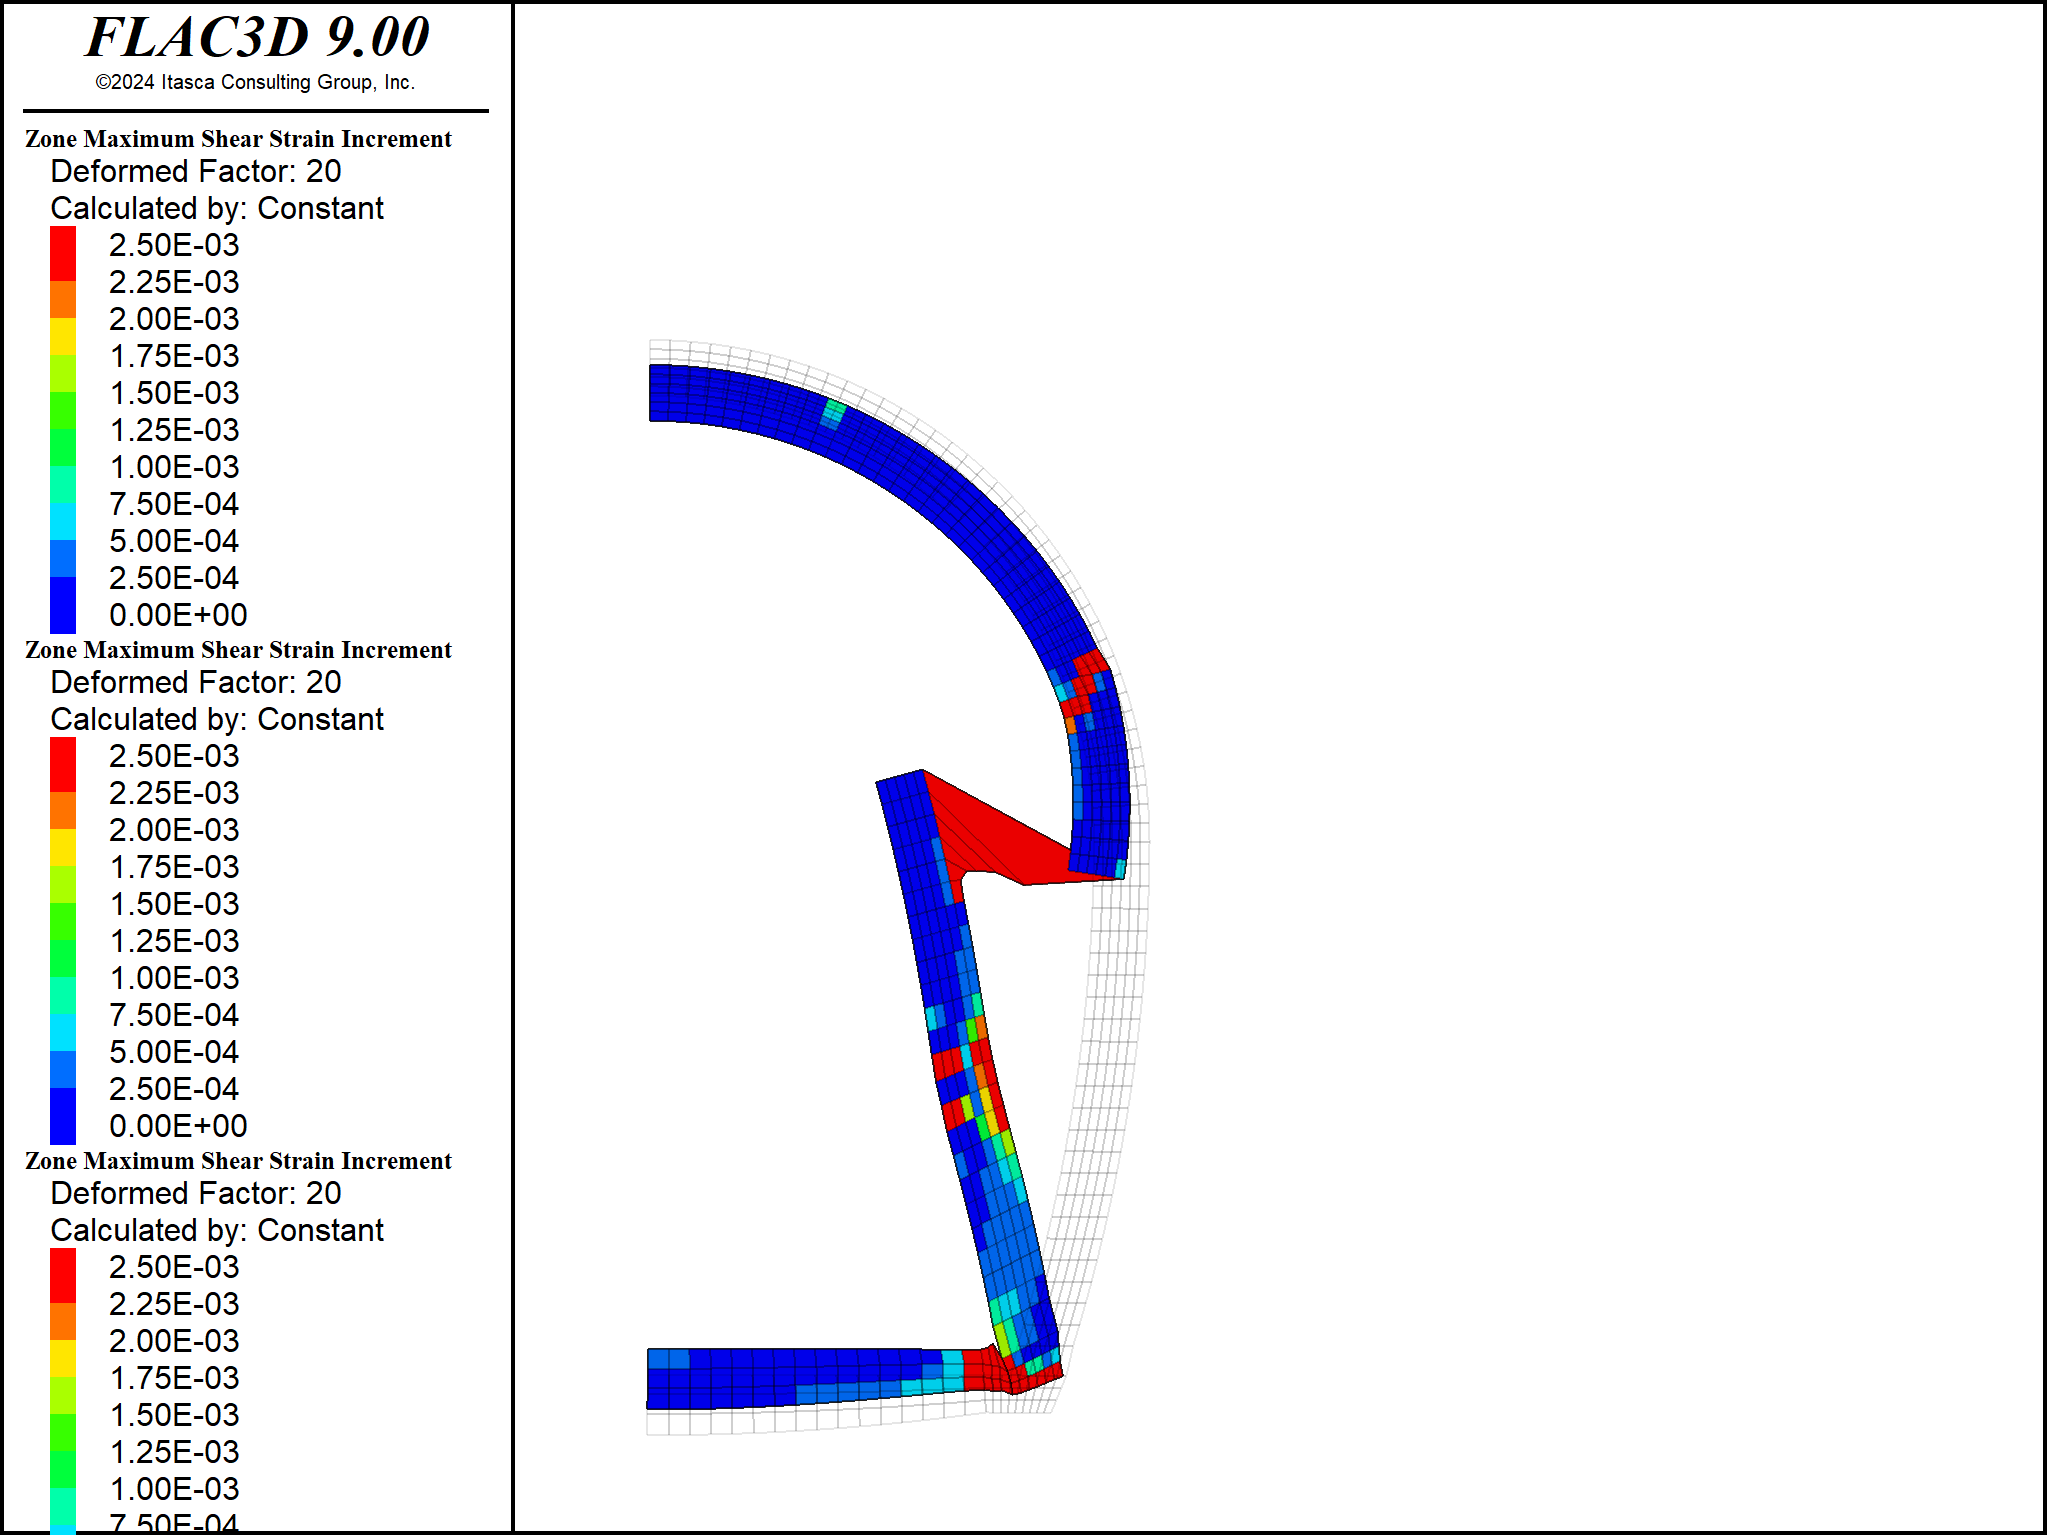 FLAC3D 9.00
©2024 Itasca Consulting Group, Inc.
Zone Maximum Shear Strain Increment
Deformed Factor: 20
Calculated by: Constant
2.50E-03
2.25E-03
2.00E-03
1.75E-03
1.50E-03
1.25E-03
1.00E-03
7.50E-04
5.00E-04
2.50E-04
0.00E+00
Zone Maximum Shear Strain Increment
Deformed Factor: 20
Calculated by: Constant
2.50E-03
2.25E-03
2.00E-03
1.75E-03
1.50E-03
1.25E-03
1.00E-03
7.50E-04
5.00E-04
2.50E-04
0.00E+00
Zone Maximum Shear Strain Increment
Deformed Factor: 20
Calculated by: Constant
2.50E-03
2.25E-03
2.00E-03
1.75E-03
1.50E-03
1.25E-03
1.00E-03
7.50E-04